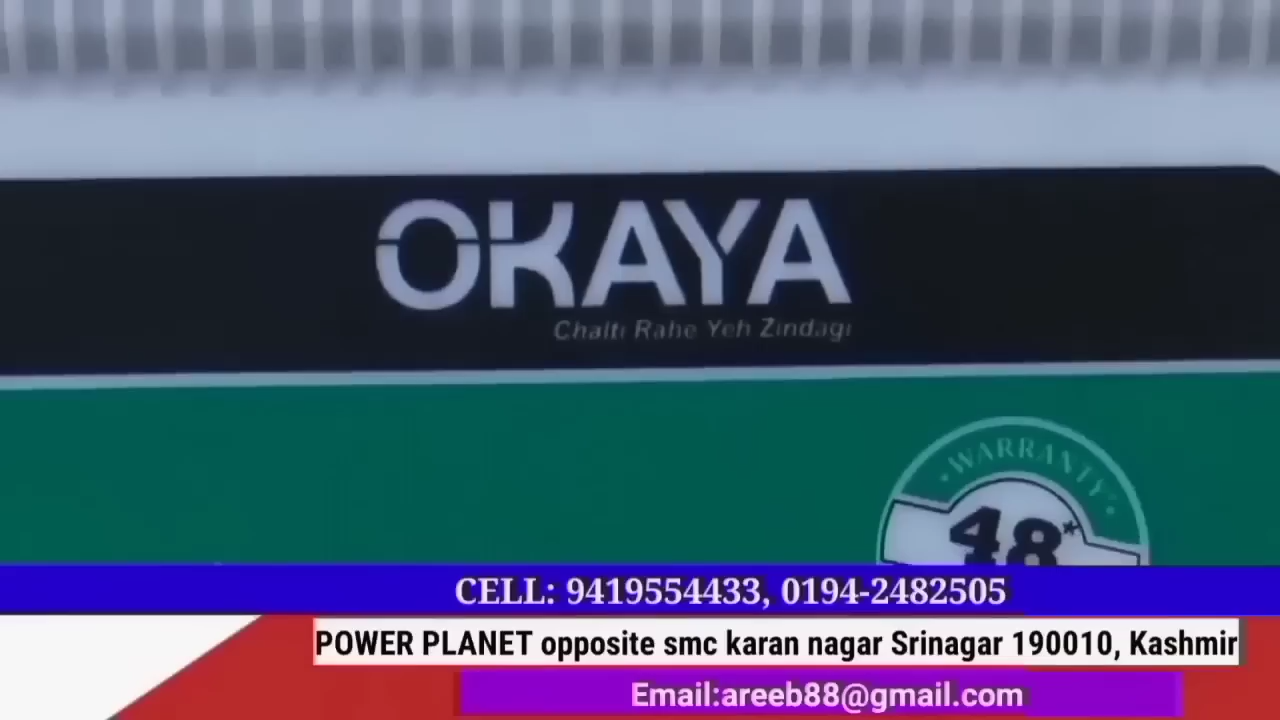 OKAYA
Chalti Rahe Yeh Zindagi
WARRANTY
48*
CELL: 9419554433, 0194-2482505
POWER PLANET opposite smc karan nagar Srinagar 190010, Kashmir
Email:areeb88@gmail.com